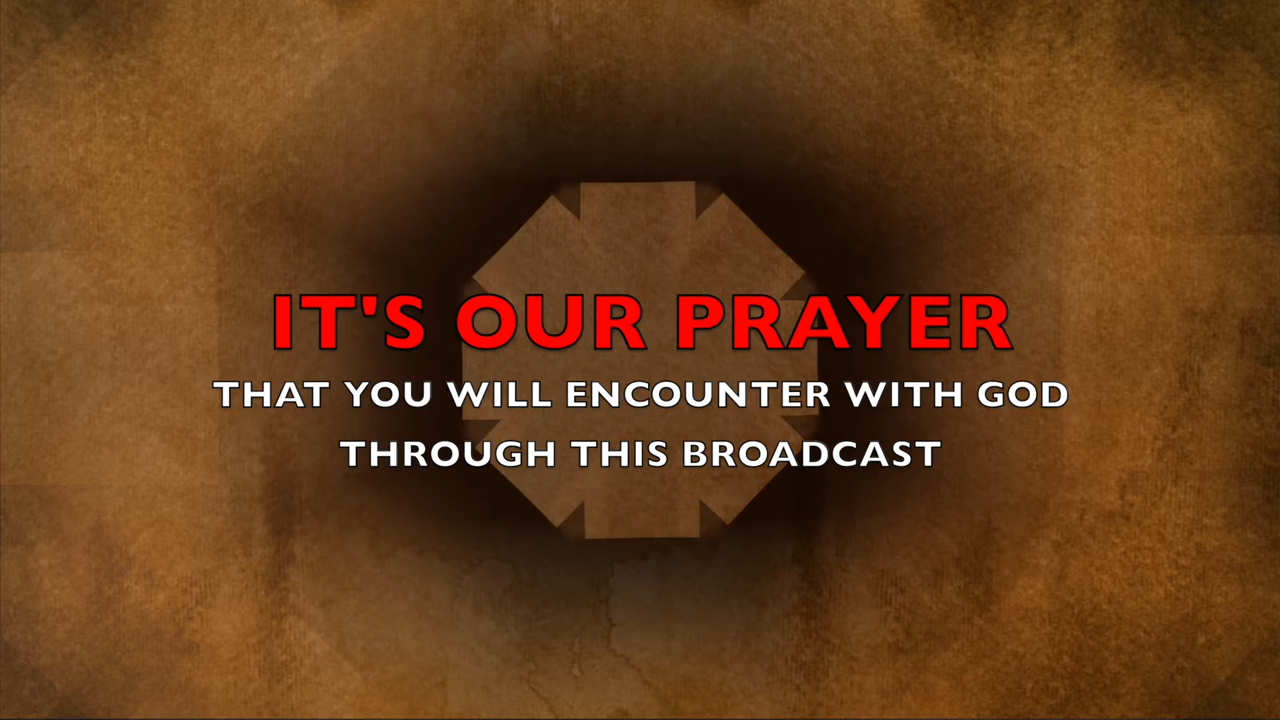 IT'S OUR PRAYER
THAT YOU WILL ENCOUNTER WITH GOD
THROUGH THIS BROADCAST